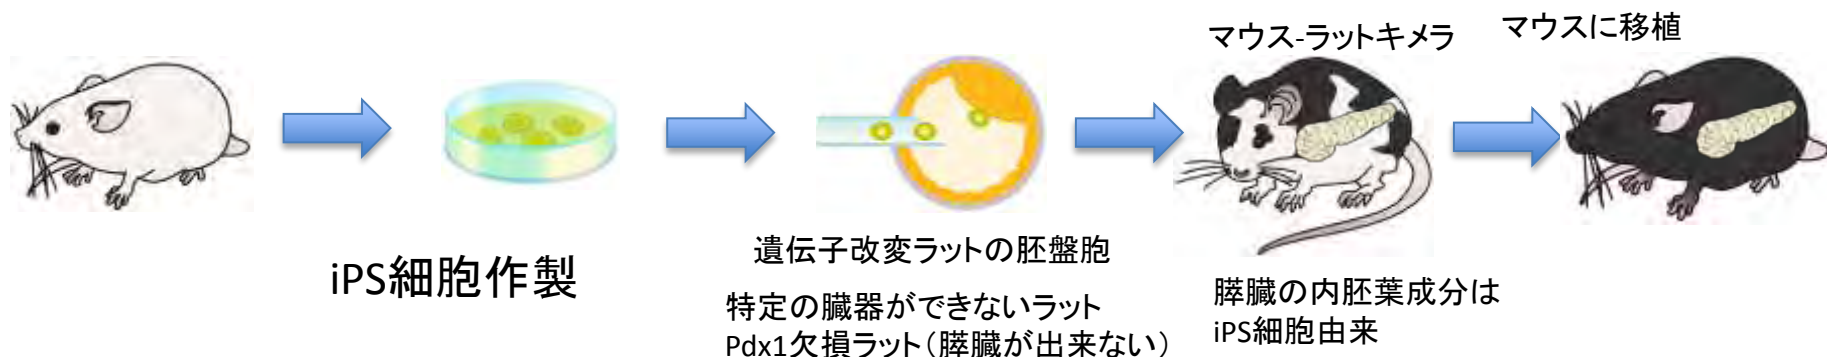 iPS細胞作製
遺伝子改変ラットの胚盤胞
特定の臓器ができないラット
Pdx1欠損ラット（膵臓が出来ない）
マウス-ラットキメラ
膵臓の内胚葉成分は
iPS細胞由来
マウスに移植